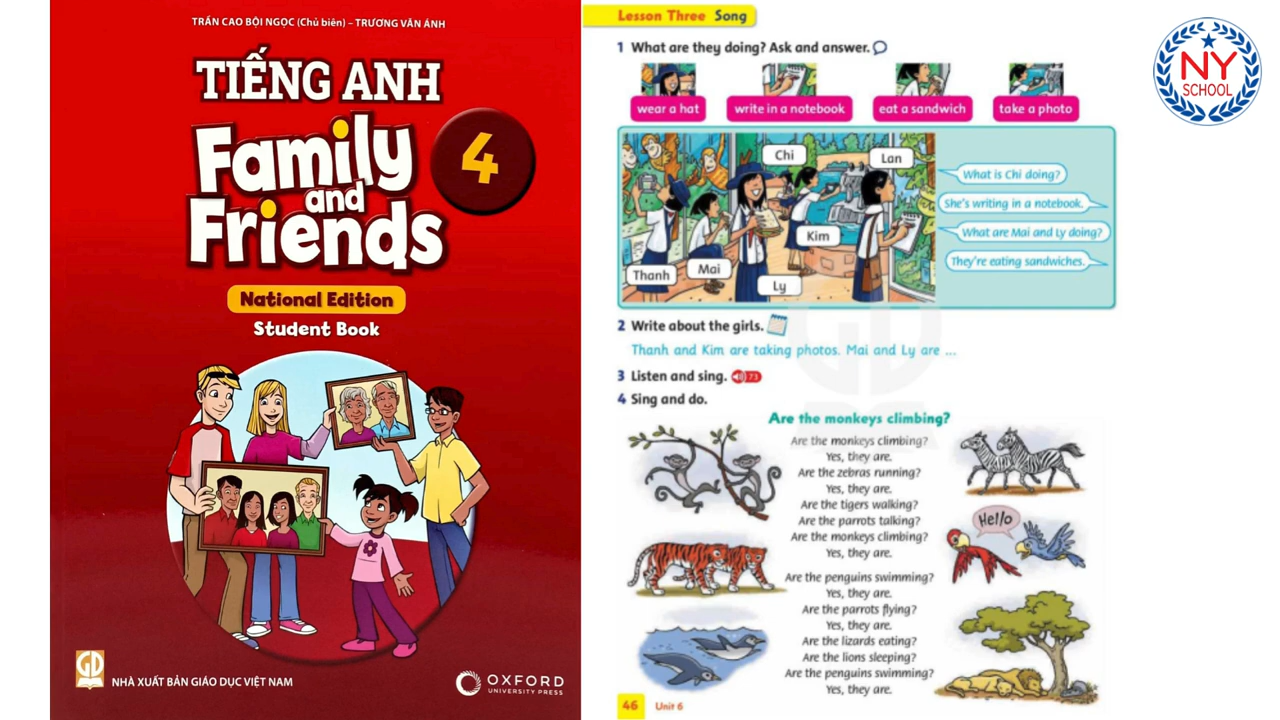 TRẦN CAO BỘI NGỌC (Chủ biên) – TRƯƠNG VĂN ÁNH
TIẾNG ANH
Family
and
Friends
4
National Edition
Student Book
GD
NHÀ XUẤT BẢN GIÁO DỤC VIỆT NAM
OXFORD
UNIVERSITY PRESS
Lesson Three Song
1 What are they doing? Ask and answer.
wear a hat
write in a notebook
eat a sandwich
take a photo
Chi
Lan
Kim
Thanh
Mai
Ly
What is Chi doing?
She's writing in a notebook.
What are Mai and Ly doing?
They're eating sandwiches.
2 Write about the girls.
Thanh and Kim are taking photos. Mai and Ly are ...
3 Listen and sing. 73
4 Sing and do.
Are the monkeys climbing?
Are the monkeys climbing?
Yes, they are.
Are the zebras running?
Yes, they are.
Are the tigers walking?
Are the parrots talking?
Are the monkeys climbing?
Yes, they are.
Are the penguins swimming?
Yes, they are.
Are the parrots flying?
Yes, they are.
Are the lizards eating?
Are the lions sleeping?
Are the penguins swimming?
Yes, they are.
Hello
46 Unit 6
NY
SCHOOL